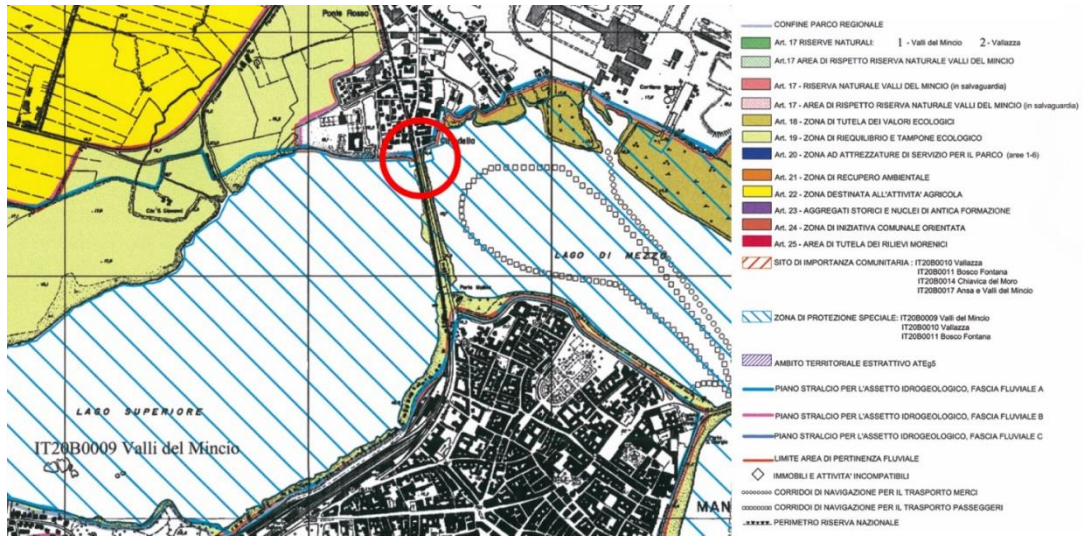 Ponte Rosso
Cittadella
Cde S. Giovanni
LAGO DI MEZZO
Porta Mulina
LAGO SUPERIORE
IT20B0009 Valli del Mincio
MAN
CONFINE PARCO REGIONALE
Art. 17 RISERVE NATURALI: 1 - Valli del Mincio 2 - Vallazza
Art.17 AREA DI RISPETTO RISERVA NATURALE VALLI DEL MINCIO
Art. 17 - RISERVA NATURALE VALLI DEL MINCIO (in salvaguardia)
Art. 17 - AREA DI RISPETTO RISERVA NATURALE VALLI DEL MINCIO (in salvaguardia)
Art. 18 - ZONA DI TUTELA DEI VALORI ECOLOGICI
Art. 19 - ZONA DI RIEQUILIBRIO E TAMPONE ECOLOGICO
Art. 20 - ZONA AD ATTREZZATURE DI SERVIZIO PER IL PARCO (aree 1-6)
Art. 21 - ZONA DI RECUPERO AMBIENTALE
Art. 22 - ZONA DESTINATA ALL'ATTIVITA' AGRICOLA
Art. 23 - AGGREGATI STORICI E NUCLEI DI ANTICA FORMAZIONE
Art. 24 - ZONA DI INIZIATIVA COMUNALE ORIENTATA
Art. 25 - AREA DI TUTELA DEI RILIEVI MORENICI
SITO DI IMPORTANZA COMUNITARIA : IT20B0010 Vallazza
IT20B0011 Bosco Fontana
IT20B0014 Chiavica del Moro
IT20B0017 Ansa e Valli del Mincio
ZONA DI PROTEZIONE SPECIALE: IT20B0009 Valli del Mincio
IT20B0010 Vallazza
IT20B0011 Bosco Fontana
AMBITO TERRITORIALE ESTRATTIVO ATEg5
PIANO STRALCIO PER L'ASSETTO IDROGEOLOGICO, FASCIA FLUVIALE A
PIANO STRALCIO PER L'ASSETTO IDROGEOLOGICO, FASCIA FLUVIALE B
PIANO STRALCIO PER L'ASSETTO IDROGEOLOGICO, FASCIA FLUVIALE C
LIMITE AREA DI PERTINENZA FLUVIALE
IMMOBILI E ATTIVITA' INCOMPATIBILI
CORRIDOI DI NAVIGAZIONE PER IL TRASPORTO MERCI
CORRIDOI DI NAVIGAZIONE PER IL TRASPORTO PASSEGGERI
PERIMETRO RISERVA NAZIONALE